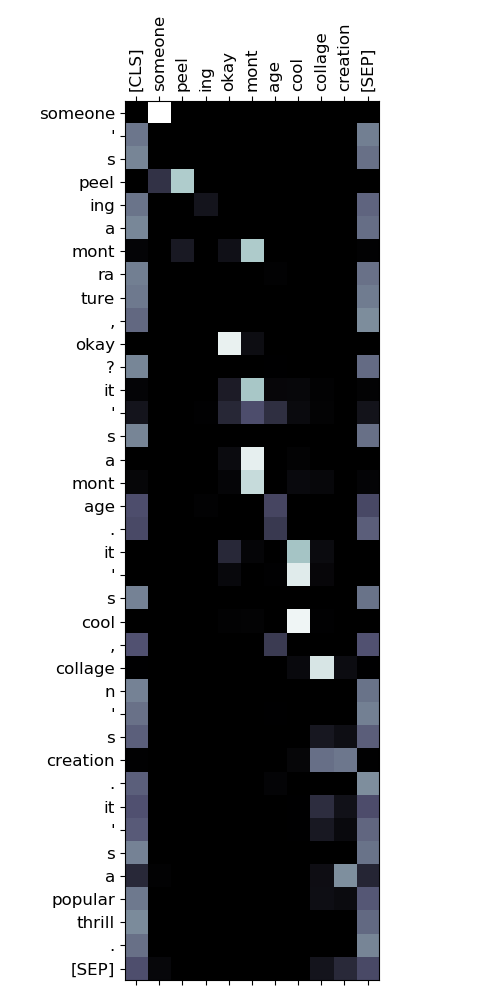 [CLS]
someone
peel
ing
okay
mont
age
cool
collage
creation
[SEP]
someone
'
s
peel
ing
a
mont
ra
ture
,
okay
?
it
'
s
a
mont
age
.
it
'
s
cool
,
collage
n
'
s
creation
.
it
'
s
a
popular
thrill
.
[SEP]